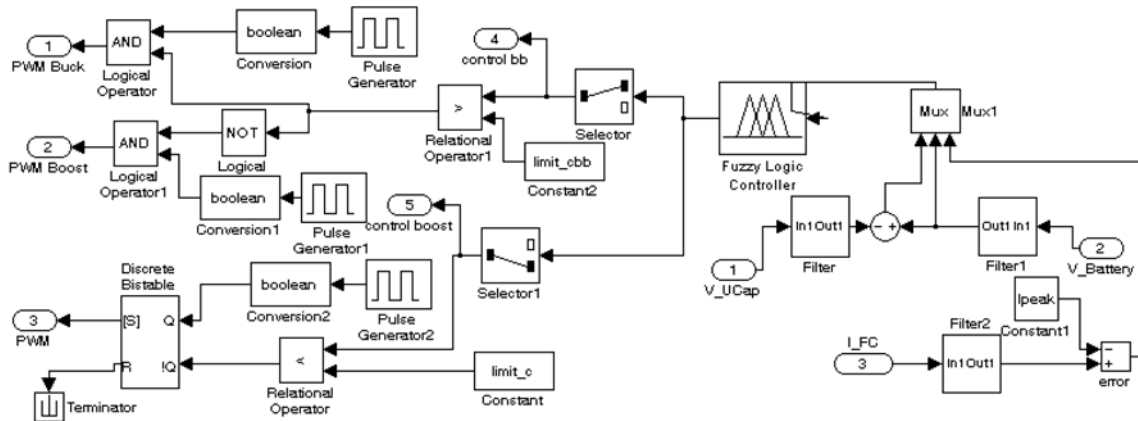 1
PWM Buck
AND
Logical
Operator
boolean
Conversion
Pulse
Generator
4
control bb
2
PWM Boost
AND
Logical
Operator1
NOT
Logical
boolean
Conversion1
Pulse
Generator1
>
Relational
Operator1
limit_cbb
Constant2
Selector
5
control boost
Selector1
Fuzzy Logic
Controller
Mux
Mux1
1
V_UCap
In1 Out1
Filter
- +
Out1 In1
Filter1
2
V_Battery
Ipeak
Constant1
I_FC
3
Filter2
In1 Out1
-
+
error
3
PWM
Discrete
Bistable
[S]
Q
R
!Q
Terminator
boolean
Conversion2
Pulse
Generator2
<
Relational
Operator
limit_c
Constant